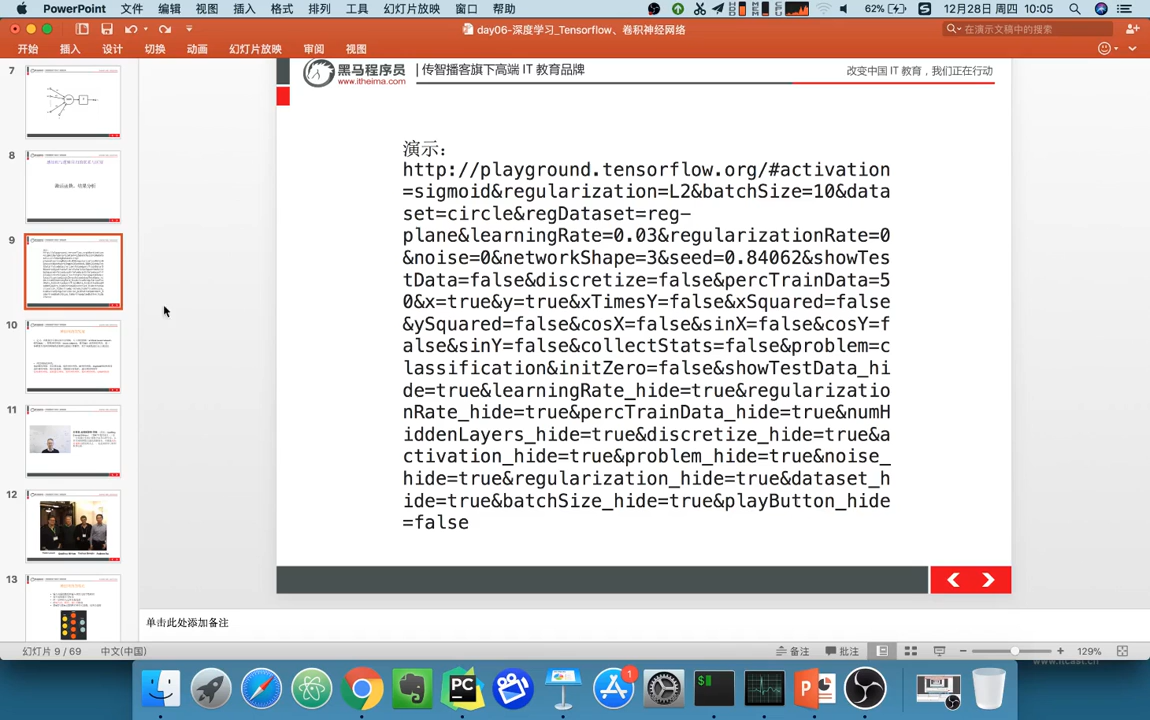 PowerPoint 文件 编辑 视图 插入 格式 排列 工具 幻灯片放映 窗口 帮助 62% 12月28日 周四 10:05
day06-深度学习_Tensorflow、卷积神经网络
在演示文稿中的搜索
开始 插入 设计 切换 动画 幻灯片放映 审阅 视图
7
8
9
10
11
12
13
黑马程序员
www.itheima.com
传智播客旗下高端 IT 教育品牌
改变中国 IT 教育，我们正在行动
演示:
http://playground.tensorflow.org/#activation
=sigmoid&regularization=L2&batchSize=10&data
set=circle&regDataset=reg-
plane&learningRate=0.03&regularizationRate=0
&noise=0&networkShape=3&seed=0.84062&showTes
tData=false&discretize=false&percTrainData=5
0&x=true&y=true&xTimesY=false&xSquared=false
&ySquared=false&cosX=false&sinX=false&cosY=f
alse&sinY=false&collectStats=false&problem=c
lassification&initZero=false&showTestData_hi
de=true&learningRate_hide=true&regularizatio
nRate_hide=true&percTrainData_hide=true&numH
iddenLayers_hide=true&discretize_hide=true&a
ctivation_hide=true&problem_hide=true&noise_
hide=true&regularization_hide=true&dataset_h
ide=true&batchSize_hide=true&playButton_hide
=false
单击此处添加备注
幻灯片 9 / 69 中文(中国) 备注 批注 129%
www.itcast.cn
PC
1
$
P